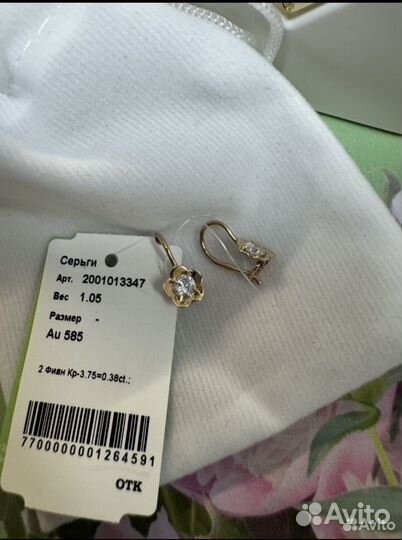 Серьги
Арт. 2001013347
Вес 1.05
Размер -
Au 585
2 Фиан Кр-3.75=0.38ct.;
7700000001264591
ОТК
Avito
Avito